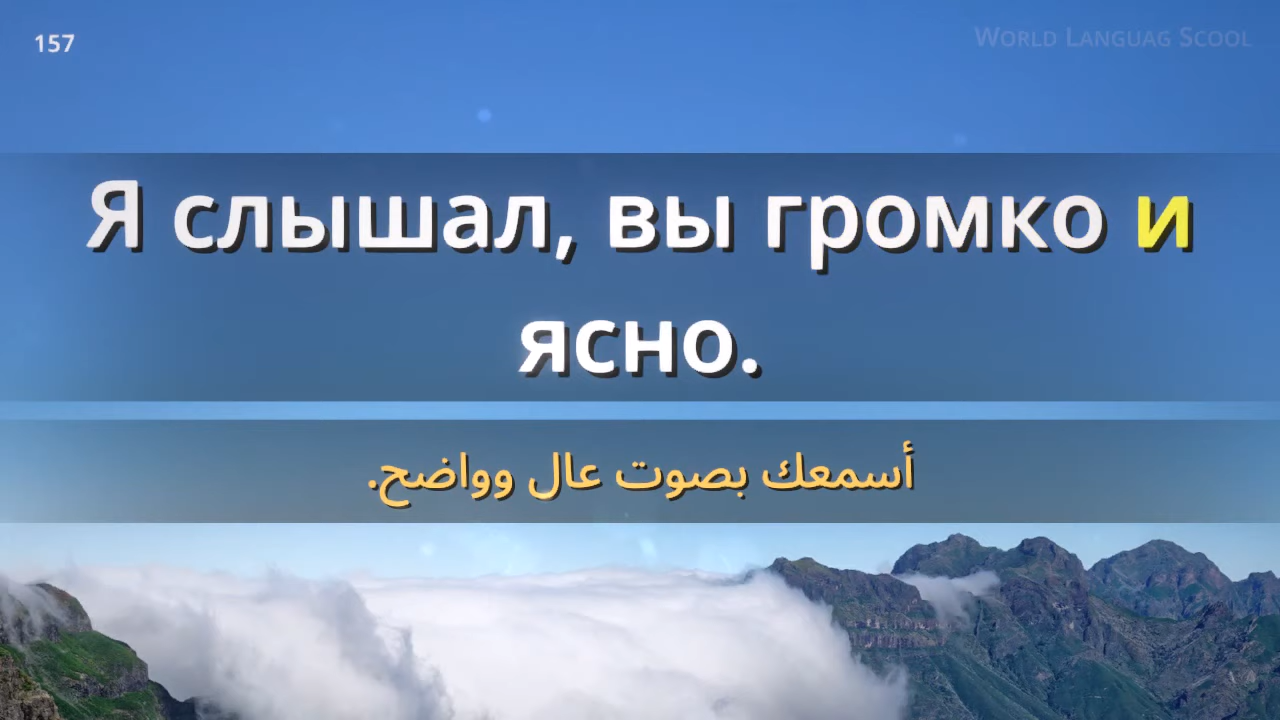 157
World Languag Scool
Я слышал, вы громко и
ясно.
أسمعك بصوت عال وواضح.